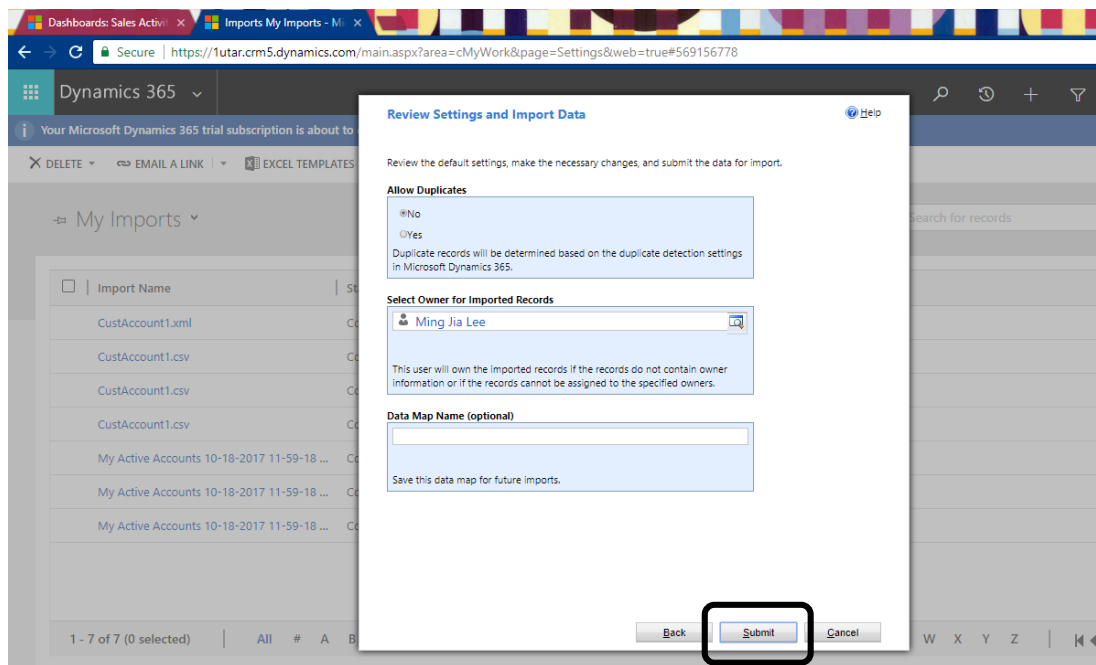 Dashboards: Sales Activi
Imports My Imports - Mi
Secure | https://1utar.crm5.dynamics.com/main.aspx?area=cMyWork&page=Settings&web=true#569156778
Dynamics 365
Your Microsoft Dynamics 365 trial subscription is about to
DELETE EMAIL A LINK EXCEL TEMPLATES
My Imports
Search for records
Import Name St
CustAccount1.xml Co
CustAccount1.csv Co
CustAccount1.csv Co
CustAccount1.csv Co
My Active Accounts 10-18-2017 11-59-18 ... Co
My Active Accounts 10-18-2017 11-59-18 ... Co
My Active Accounts 10-18-2017 11-59-18 ... Co
1 - 7 of 7 (0 selected) All # A B
W X Y Z
Review Settings and Import Data
Help
Review the default settings, make the necessary changes, and submit the data for import.
Allow Duplicates
No
Yes
Duplicate records will be determined based on the duplicate detection settings
in Microsoft Dynamics 365.
Select Owner for Imported Records
Ming Jia Lee
This user will own the imported records if the records do not contain owner
information or if the records cannot be assigned to the specified owners.
Data Map Name (optional)
Save this data map for future imports.
Back Submit Cancel